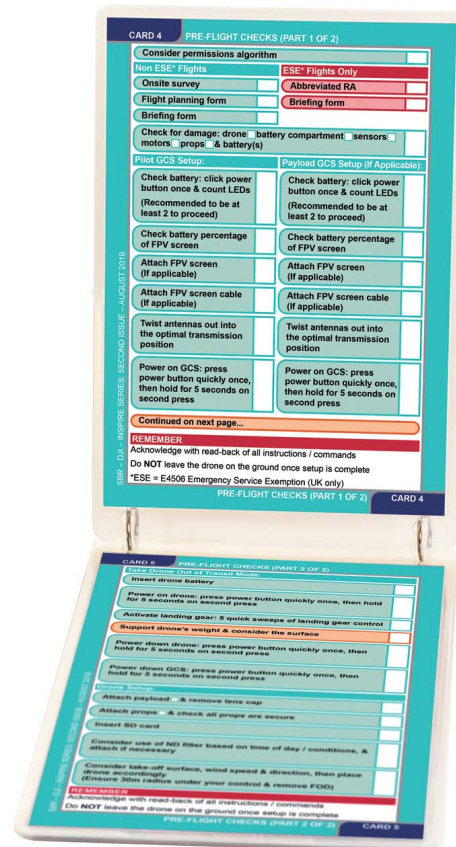 CARD 4 PRE-FLIGHT CHECKS (PART 1 OF 2)
Consider permissions algorithm
Non ESE* Flights
ESE* Flights Only
Onsite survey
Abbreviated RA
Flight planning form
Briefing form
Briefing form
Check for damage: drone battery compartment sensors
motors props & battery(s)
Pilot GCS Setup:
Payload GCS Setup (If Applicable):
Check battery: click power
button once & count LEDs
(Recommended to be at
least 2 to proceed)
Check battery: click power
button once & count LEDs
(Recommended to be at
least 2 to proceed)
Check battery percentage
of FPV screen
Check battery percentage
of FPV screen
Attach FPV screen
(If applicable)
Attach FPV screen
(If applicable)
Attach FPV screen cable
(If applicable)
Attach FPV screen cable
(If applicable)
Twist antennas out into
the optimal transmission
position
Twist antennas out into
the optimal transmission
position
Power on GCS: press
power button quickly once,
then hold for 5 seconds on
second press
Power on GCS: press
power button quickly once,
then hold for 5 seconds on
second press
Continued on next page...
REMEMBER
Acknowledge with read-back of all instructions / commands
Do NOT leave the drone on the ground once setup is complete
*ESE = E4506 Emergency Service Exemption (UK only)
PRE-FLIGHT CHECKS (PART 1 OF 2) CARD 4
SBR – DJI – INSPIRE SERIES: SECOND ISSUE – AUGUST 2019
CARD 5 PRE-FLIGHT CHECKS (PART 2 OF 2)
Take Drone Out of Transit Mode:
Insert drone battery
Power on drone: press power button quickly once, then hold
for 5 seconds on second press
Activate landing gear: 5 quick sweeps of landing gear control
Support drone's weight & consider the surface
Power down drone: press power button quickly once, then
hold for 5 seconds on second press
Power down GCS: press power button quickly once, then
hold for 5 seconds on second press
Drone Setup:
Attach payload & remove lens cap
Attach props & check all props are secure
Insert SD card
Consider use of ND filter based on time of day / conditions, &
attach if necessary
Consider take-off surface, wind speed & direction, then place
drone accordingly
(Ensure 30m radius under your control & remove FOD)
REMEMBER
Acknowledge with read-back of all instructions / commands
Do NOT leave the drone on the ground once setup is complete
PRE-FLIGHT CHECKS (PART 2 OF 2) CARD 5
SBR – DJI – INSPIRE SERIES: SECOND ISSUE – AUGUST 2019